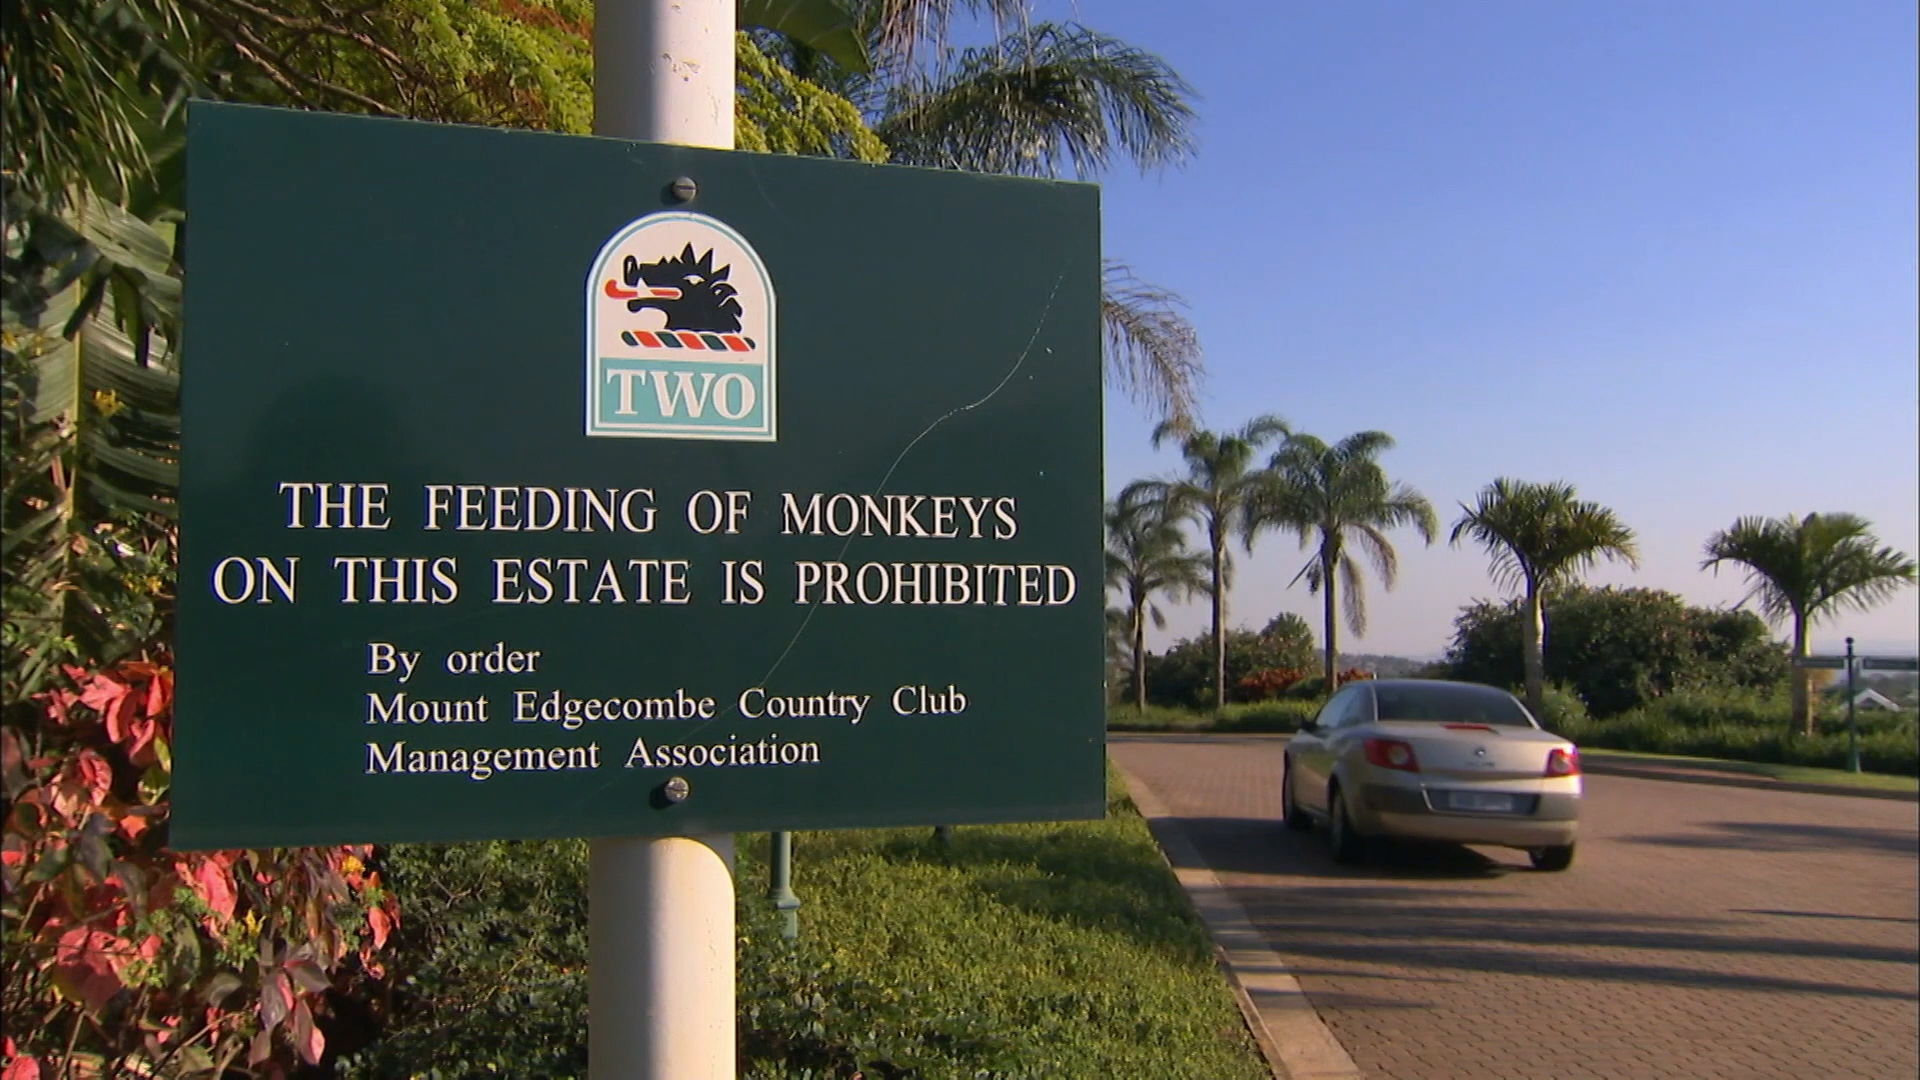 TWO
THE FEEDING OF MONKEYS
ON THIS ESTATE IS PROHIBITED
By order
Mount Edgecombe Country Club
Management Association